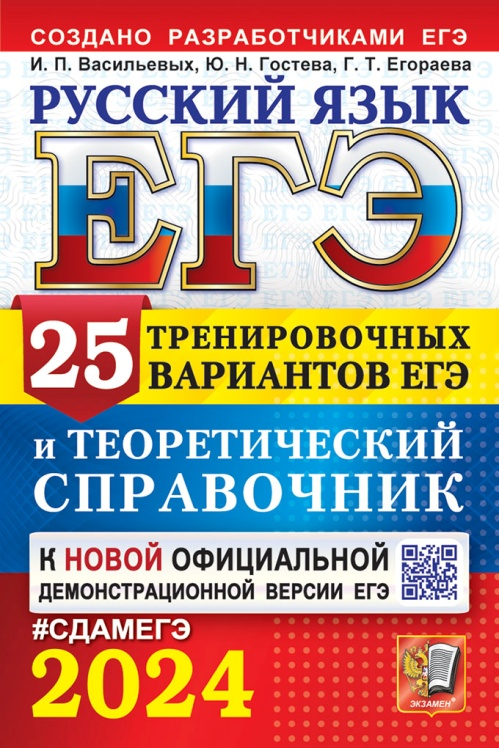 СОЗДАНО РАЗРАБОТЧИКАМИ ЕГЭ
И. П. Васильевых, Ю. Н. Гостева, Г. Т. Егораева
РУССКИЙ ЯЗЫК
ЕГЭ
25 ТРЕНИРОВОЧНЫХ
ВАРИАНТОВ ЕГЭ
и ТЕОРЕТИЧЕСКИЙ
СПРАВОЧНИК
К НОВОЙ ОФИЦИАЛЬНОЙ
ДЕМОНСТРАЦИОННОЙ ВЕРСИИ ЕГЭ
#СДАМЕГЭ
2024
ЭКЗАМЕН